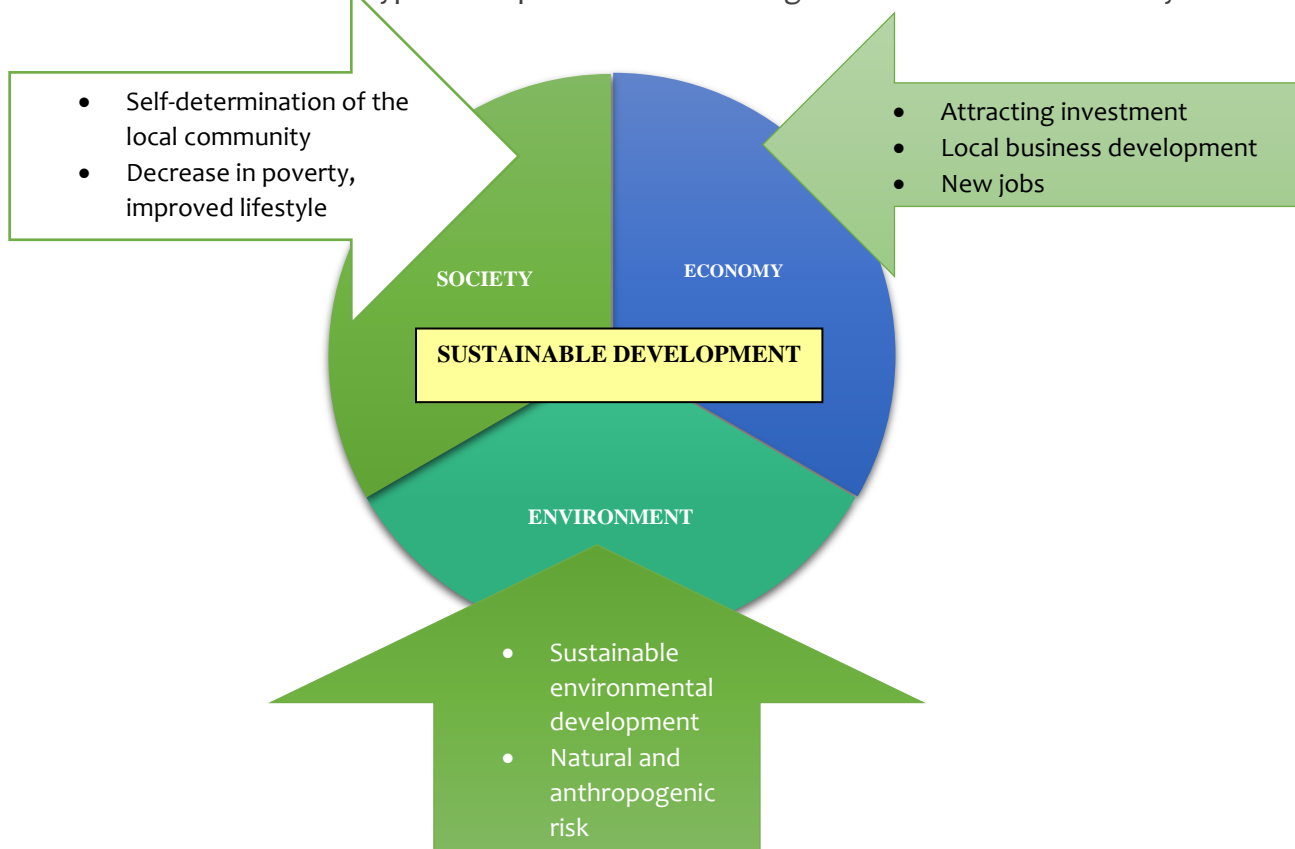 • Self-determination of the
local community
• Decrease in poverty,
improved lifestyle
• Attracting investment
• Local business development
• New jobs
SOCIETY
ECONOMY
SUSTAINABLE DEVELOPMENT
ENVIRONMENT
• Sustainable
environmental
development
• Natural and
anthropogenic
risk